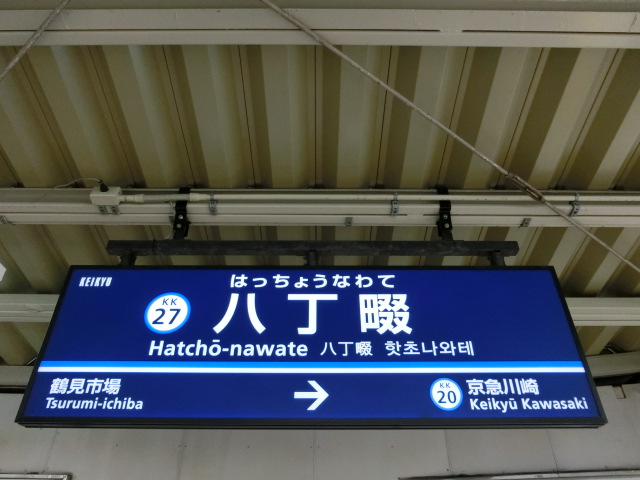 KEIKYU
はっちょうなわて
KK
27
八丁畷
Hatchō-nawate 八丁畷 핫초나와테
鶴見市場
Tsurumi-ichiba
→
KK
20
京急川崎
Keikyū Kawasaki